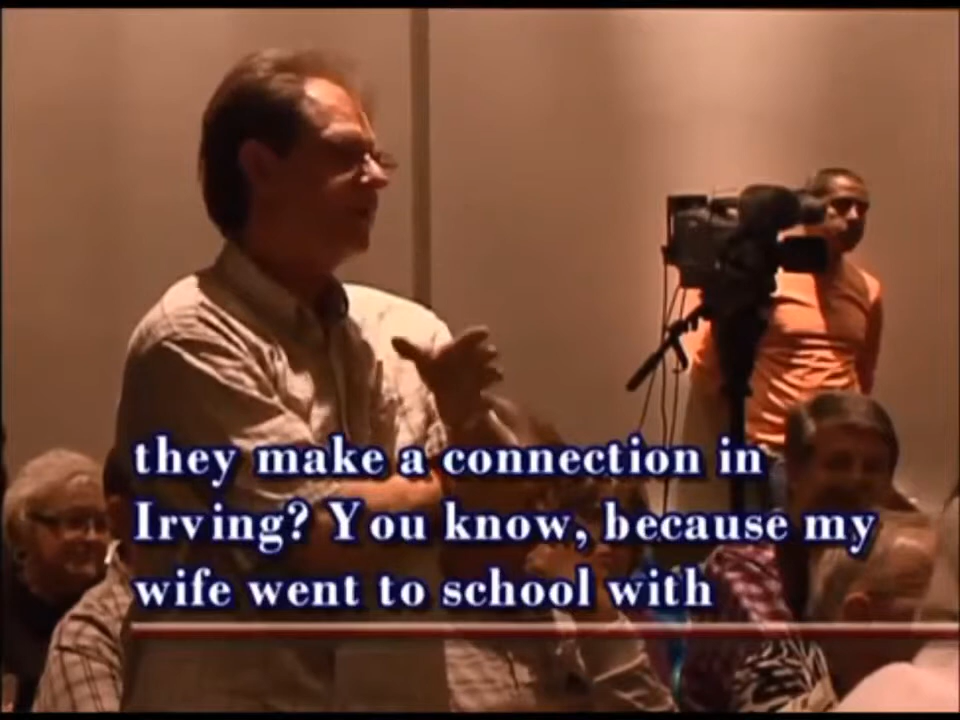 they make a connection in
Irving? You know, because my
wife went to school with